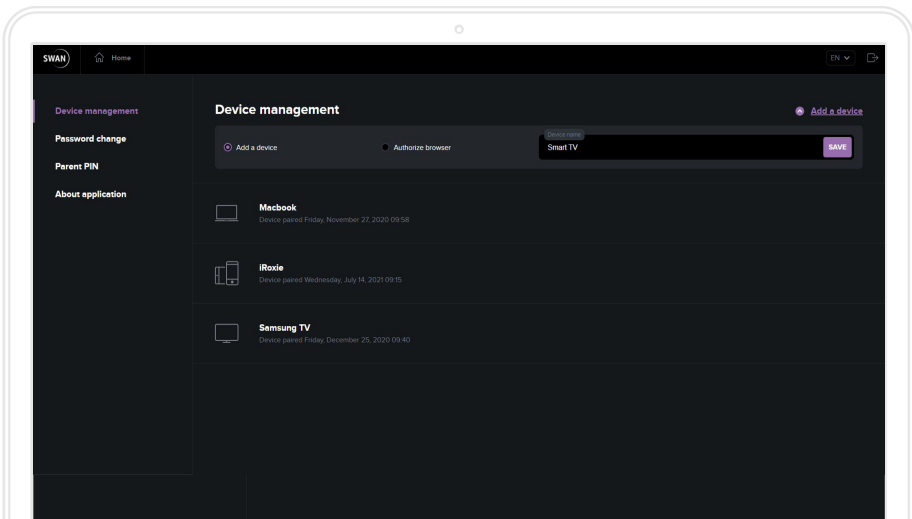 SWAN
Home
EN
Device management
Password change
Parent PIN
About application
Device management
Add a device
Add a device
Authorize browser
Device name
Smart TV
SAVE
Macbook
Device paired Friday, November 27, 2020 09:58
iRoxie
Device paired Wednesday, July 14, 2021 09:15
Samsung TV
Device paired Friday, December 25, 2020 09:40